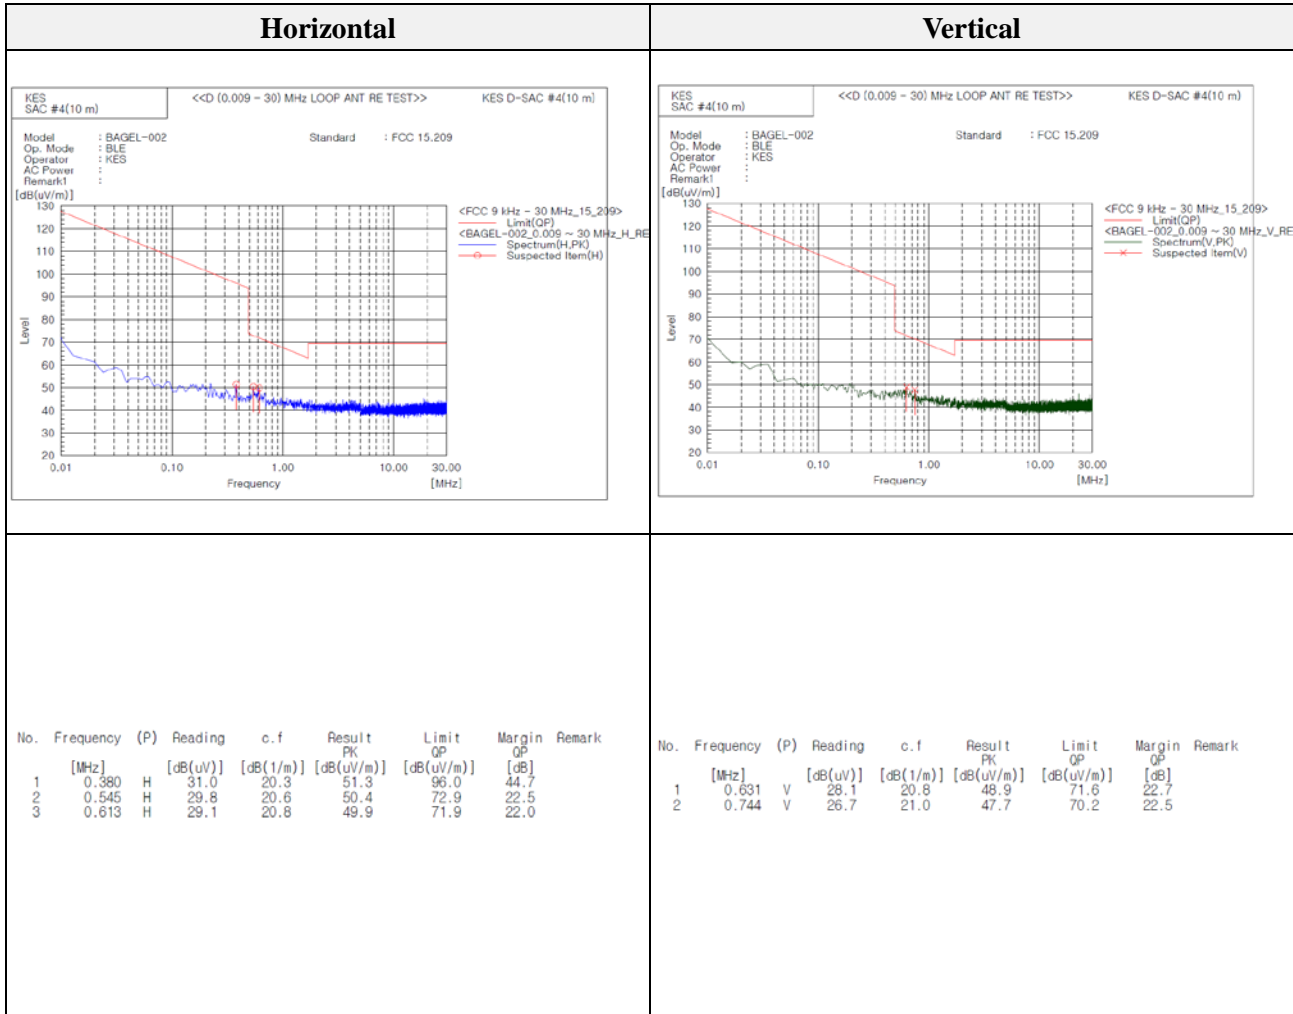 Horizontal
Vertical
KES
SAC #4(10 m)
<<D (0.009 - 30) MHz LOOP ANT RE TEST>>
KES D-SAC #4(10 m)
Model : BAGEL-002
Standard : FCC 15.209
Op. Mode : BLE
Operator : KES
AC Power :
Remark1 :
[dB(uV/m)]
<FCC 9 kHz - 30 MHz_15_209>
Limit(QP)
<BAGEL-002_0.009 ~ 30 MHz_H_RE
Spectrum(H,PK)
Suspected Item(H)
130
120
110
100
90
80
70
60
50
40
30
20
Level
0.01 0.10 1.00 10.00 30.00
Frequency [MHz]
KES
SAC #4(10 m)
<<D (0.009 - 30) MHz LOOP ANT RE TEST>>
KES D-SAC #4(10 m)
Model : BAGEL-002
Standard : FCC 15.209
Op. Mode : BLE
Operator : KES
AC Power :
Remark1 :
[dB(uV/m)]
<FCC 9 kHz - 30 MHz_15_209>
Limit(QP)
<BAGEL-002_0.009 ~ 30 MHz_V_RE
Spectrum(V,PK)
Suspected Item(V)
130
120
110
100
90
80
70
60
50
40
30
20
Level
0.01 0.10 1.00 10.00 30.00
Frequency [MHz]
No. Frequency (P) Reading c.f Result Limit Margin Remark
PK QP QP
[MHz] [dB(uV)] [dB(1/m)] [dB(uV/m)] [dB(uV/m)] [dB]
1 0.380 H 31.0 20.3 51.3 96.0 44.7
2 0.545 H 29.8 20.6 50.4 72.9 22.5
3 0.613 H 29.1 20.8 49.9 71.9 22.0
No. Frequency (P) Reading c.f Result Limit Margin Remark
PK QP QP
[MHz] [dB(uV)] [dB(1/m)] [dB(uV/m)] [dB(uV/m)] [dB]
1 0.631 V 28.1 20.8 48.9 71.6 22.7
2 0.744 V 26.7 21.0 47.7 70.2 22.5